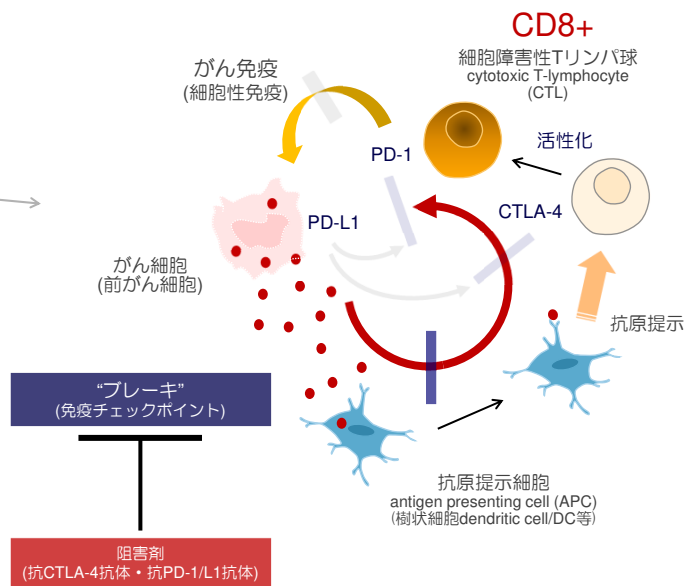 CD8+
細胞障害性Tリンパ球
cytotoxic T-lymphocyte
(CTL)
がん免疫
(細胞性免疫)
活性化
PD-1
CTLA-4
PD-L1
がん細胞
(前がん細胞)
抗原提示
“ブレーキ”
(免疫チェックポイント)
抗原提示細胞
antigen presenting cell (APC)
(樹状細胞dendritic cell/DC等)
阻害剤
(抗CTLA-4抗体・抗PD-1/L1抗体)